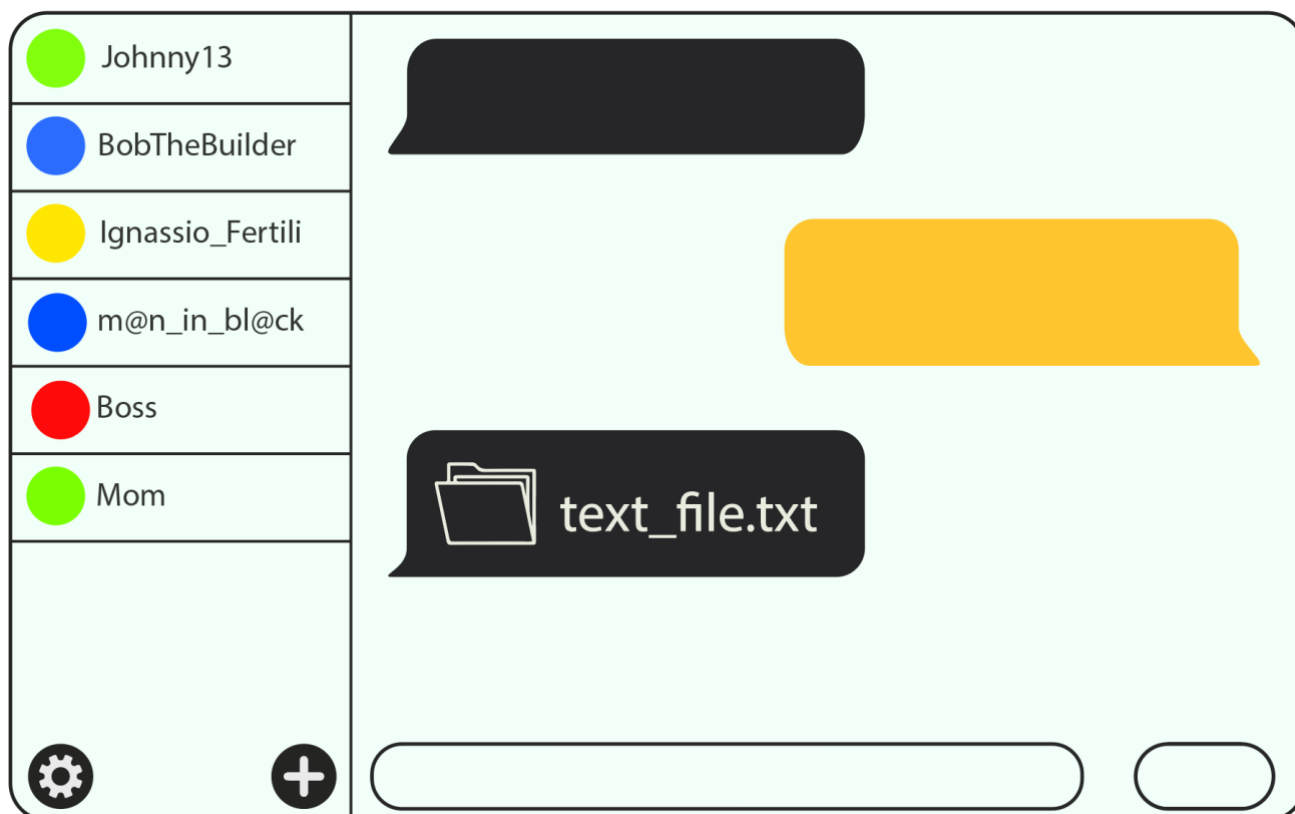 Johnny13
BobTheBuilder
Ignassio_Fertili
m@n_in_bl@ck
Boss
Mom
text_file.txt